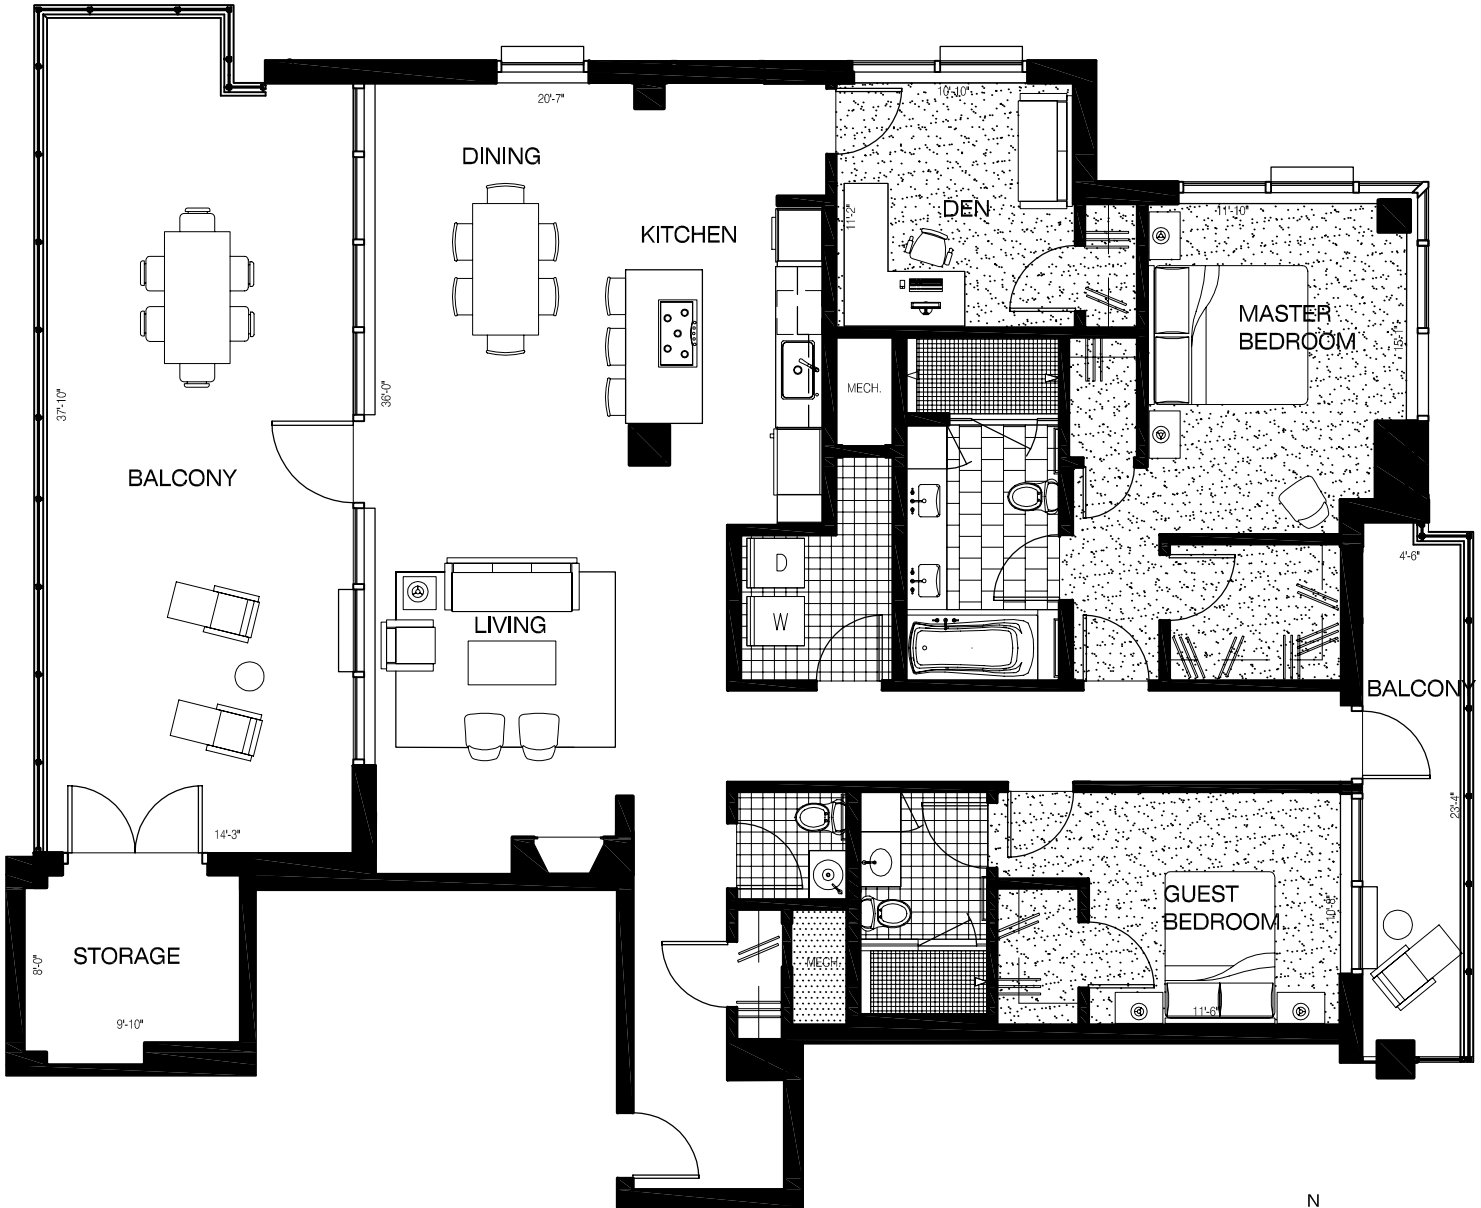 20'-7"
10'-10"
DINING
11'-2"
DEN
11'-10"
KITCHEN
MASTER
BEDROOM
15'-1"
37'-10"
36'-0"
MECH.
BALCONY
4'-6"
D
W
LIVING
BALCONY
23'-4"
14'-3"
GUEST
BEDROOM
10'-8"
STORAGE
8'-0"
MECH.
9'-10"
11'-6"
N